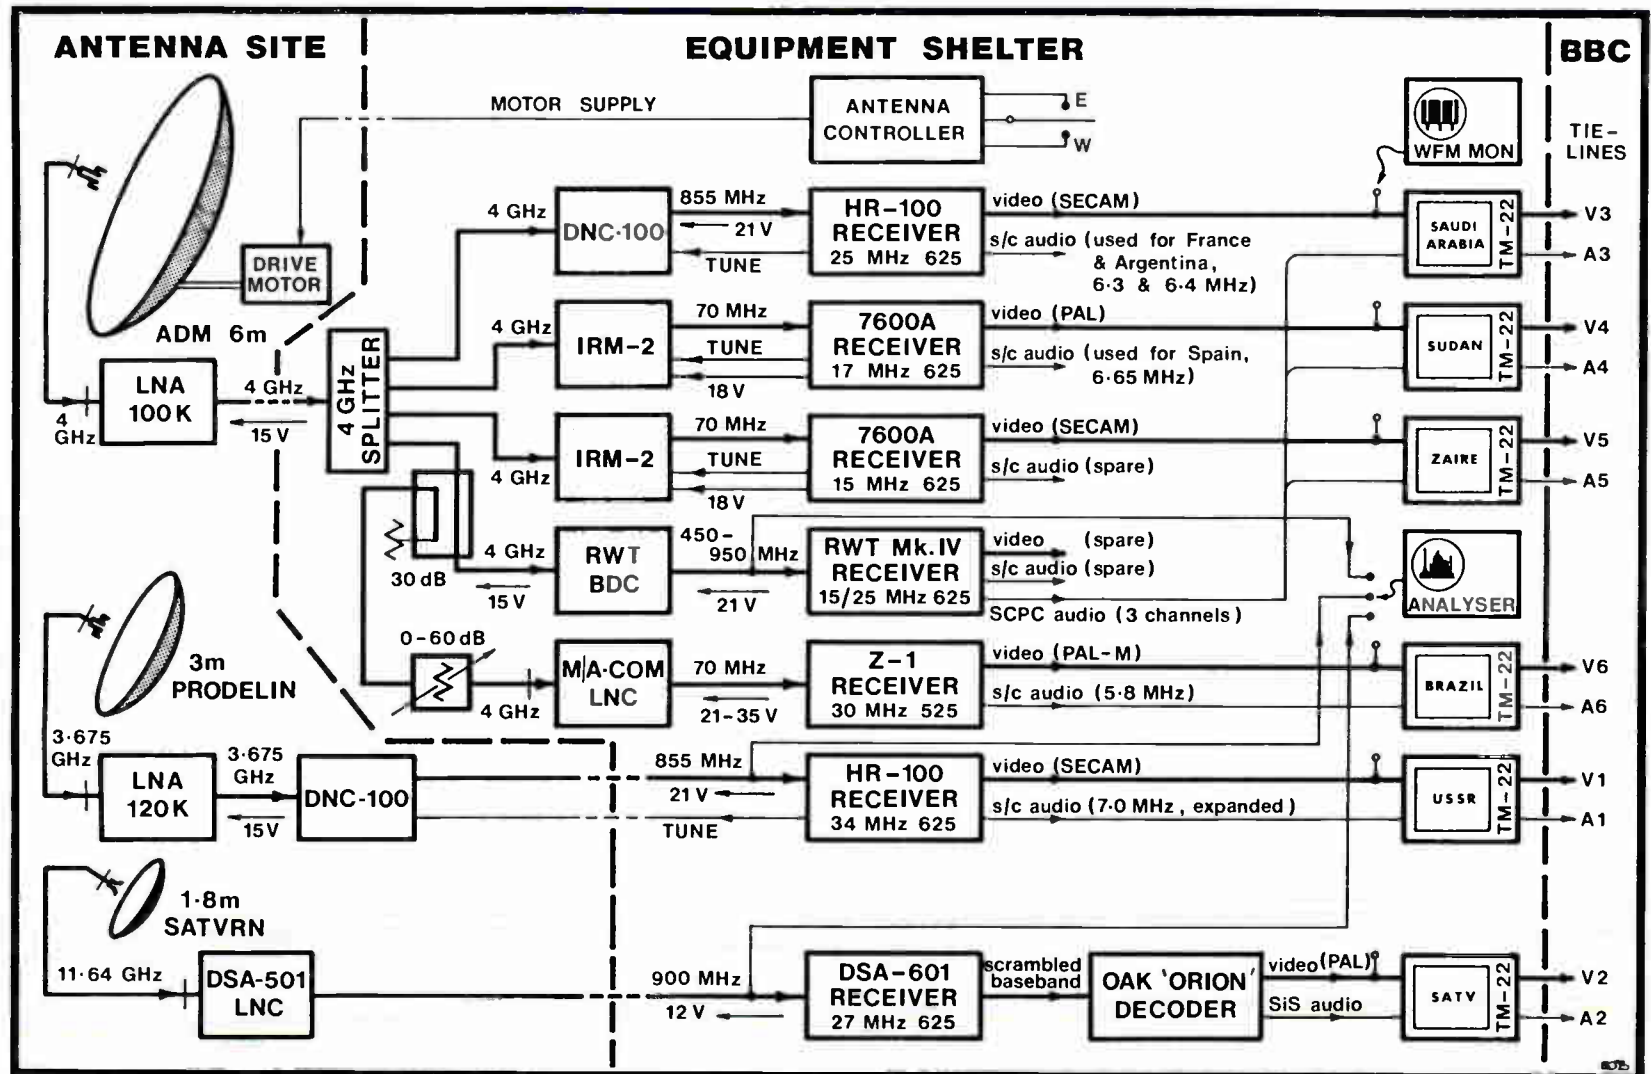 ANTENNA SITE
EQUIPMENT SHELTER
BBC
MOTOR SUPPLY
ANTENNA
CONTROLLER
E
W
WFM MON
TIE-
LINES
DRIVE
MOTOR
ADM 6m
LNA
100K
4
GHz
4 GHz
15 V
4 GHz
SPLITTER
4 GHz
DNC·100
855 MHz
21 V
TUNE
HR-100
RECEIVER
25 MHz 625
video (SECAM)
s/c audio (used for France
& Argentina,
6·3 & 6·4 MHz)
SAUDI
ARABIA
TM-22
V3
A3
4 GHz
IRM-2
70 MHz
TUNE
18 V
7600A
RECEIVER
17 MHz 625
video (PAL)
s/c audio (used for Spain,
6·65 MHz)
SUDAN
TM-22
V4
A4
4 GHz
IRM-2
70 MHz
TUNE
18 V
7600A
RECEIVER
15 MHz 625
video (SECAM)
s/c audio (spare)
ZAIRE
TM-22
V5
A5
30 dB
4 GHz
15 V
RWT
BDC
450-
950 MHz
21 V
RWT Mk.IV
RECEIVER
15/25 MHz 625
video (spare)
s/c audio (spare)
SCPC audio (3 channels)
ANALYSER
0-60 dB
4 GHz
M/A·COM
LNC
70 MHz
21-35 V
Z-1
RECEIVER
30 MHz 525
video (PAL-M)
s/c audio (5·8 MHz)
BRAZIL
TM-22
V6
A6
3m
PRODELIN
3·675
GHz
LNA
120K
3·675
GHz
15V
DNC-100
855 MHz
21 V
TUNE
HR-100
RECEIVER
34 MHz 625
video (SECAM)
s/c audio (7·0 MHz, expanded)
USSR
TM-22
V1
A1
1·8m
SATVRN
11·64 GHz
DSA-501
LNC
900 MHz
12 V
DSA-601
RECEIVER
27 MHz 625
scrambled
baseband
OAK 'ORION'
DECODER
video (PAL)
SiS audio
SATV
TM-22
V2
A2